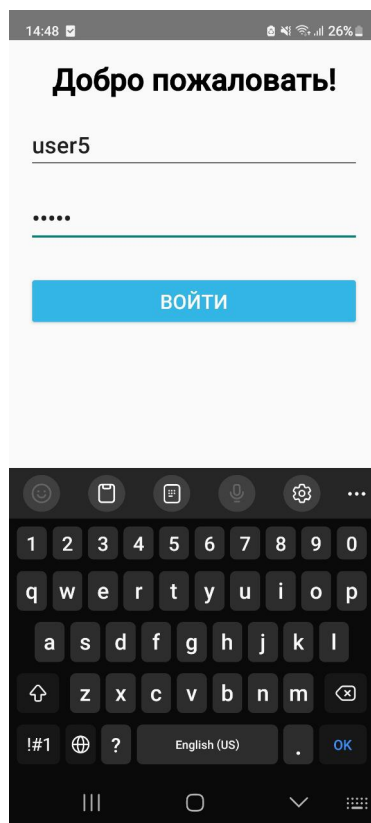 14:48 26%
Добро пожаловать!
user5
•••••
ВОЙТИ
1 2 3 4 5 6 7 8 9 0
q w e r t y u i o p
a s d f g h j k l
z x c v b n m
!#1 ? English (US) . OK